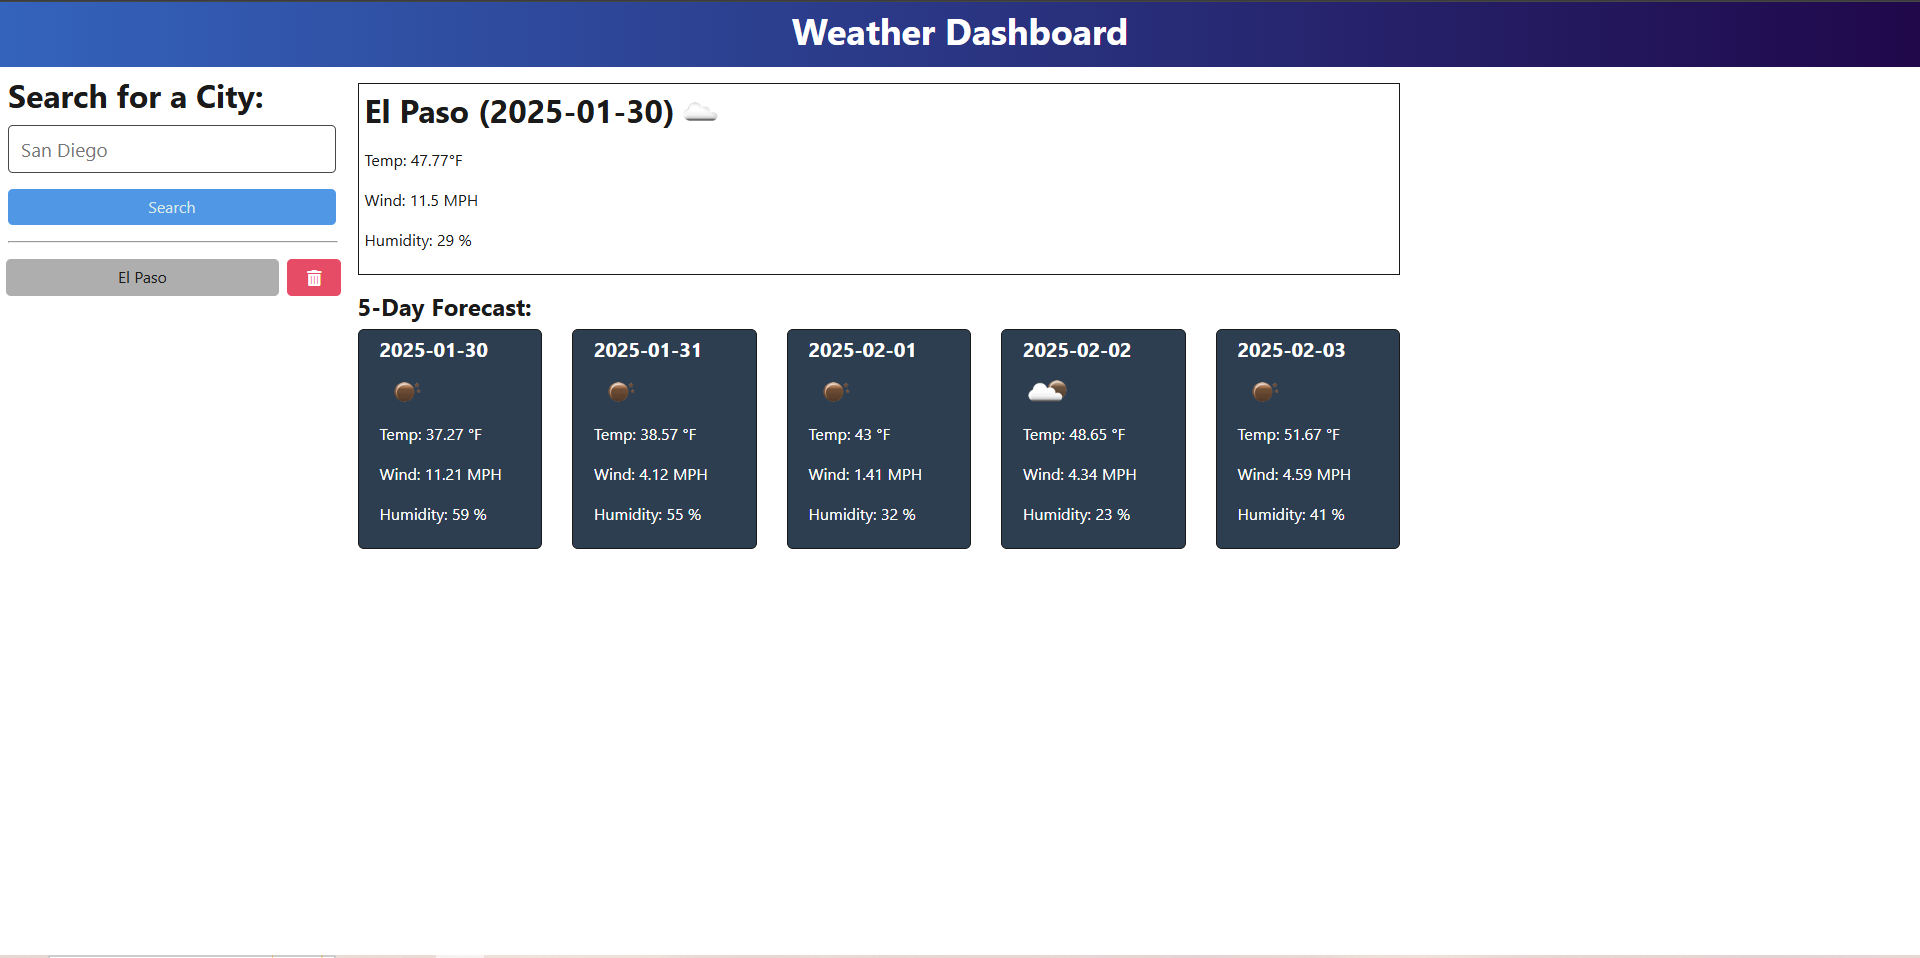 Weather Dashboard
Search for a City:
San Diego
Search
El Paso
El Paso (2025-01-30)
Temp: 47.77°F
Wind: 11.5 MPH
Humidity: 29 %
5-Day Forecast:
2025-01-30
Temp: 37.27 °F
Wind: 11.21 MPH
Humidity: 59 %
2025-01-31
Temp: 38.57 °F
Wind: 4.12 MPH
Humidity: 55 %
2025-02-01
Temp: 43 °F
Wind: 1.41 MPH
Humidity: 32 %
2025-02-02
Temp: 48.65 °F
Wind: 4.34 MPH
Humidity: 23 %
2025-02-03
Temp: 51.67 °F
Wind: 4.59 MPH
Humidity: 41 %